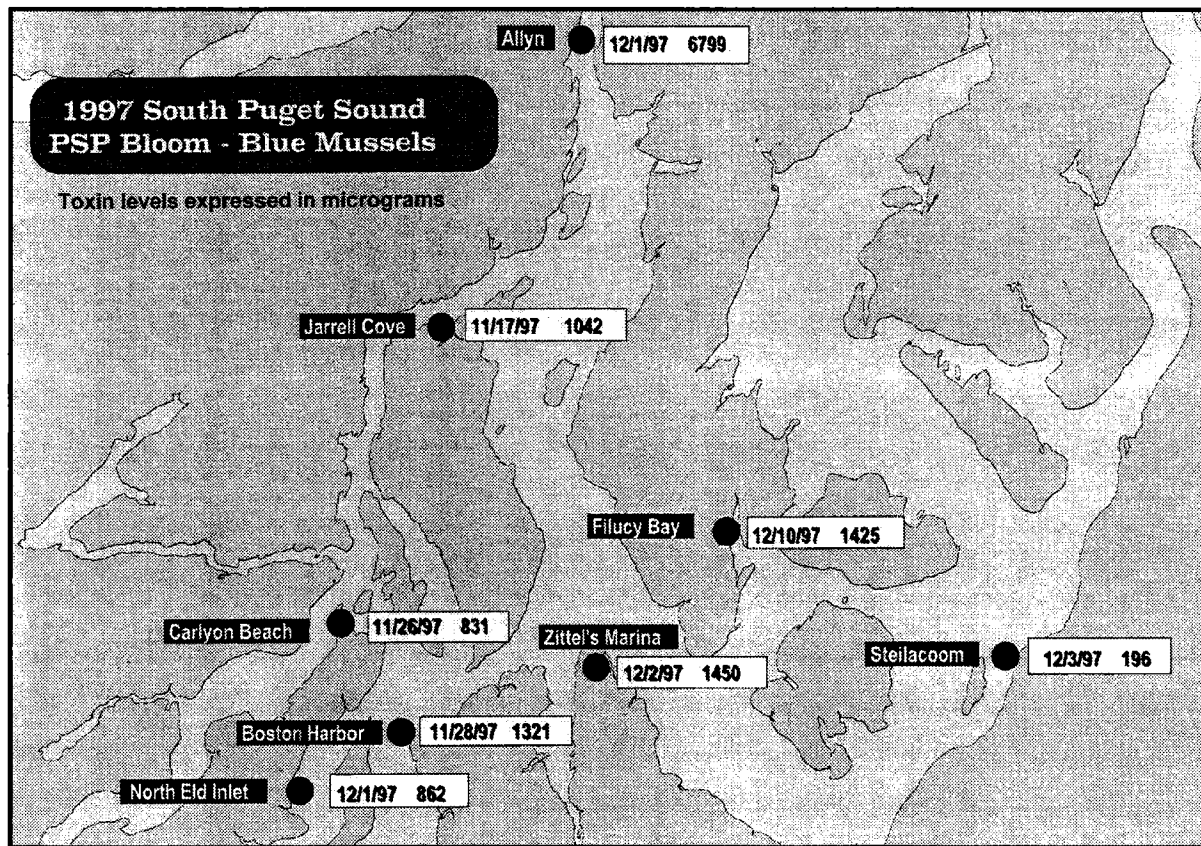 Allyn 12/1/97 6799
1997 South Puget Sound
PSP Bloom - Blue Mussels
Toxin levels expressed in micrograms
Jarrell Cove 11/17/97 1042
Filucy Bay 12/10/97 1425
Carlyon Beach 11/26/97 831
Zittel's Marina
12/2/97 1450
Steilacoom 12/3/97 196
Boston Harbor 11/28/97 1321
North Eld Inlet 12/1/97 862